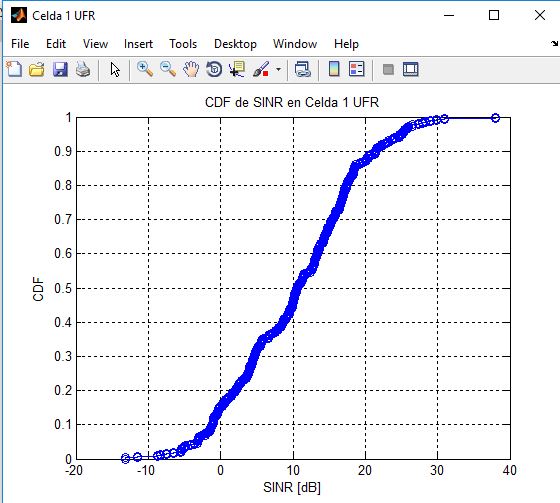 Celda 1 UFR
File Edit View Insert Tools Desktop Window Help
CDF de SINR en Celda 1 UFR
1
0.9
0.8
0.7
0.6
0.5
0.4
0.3
0.2
0.1
0
CDF
-20 -10 0 10 20 30 40
SINR [dB]